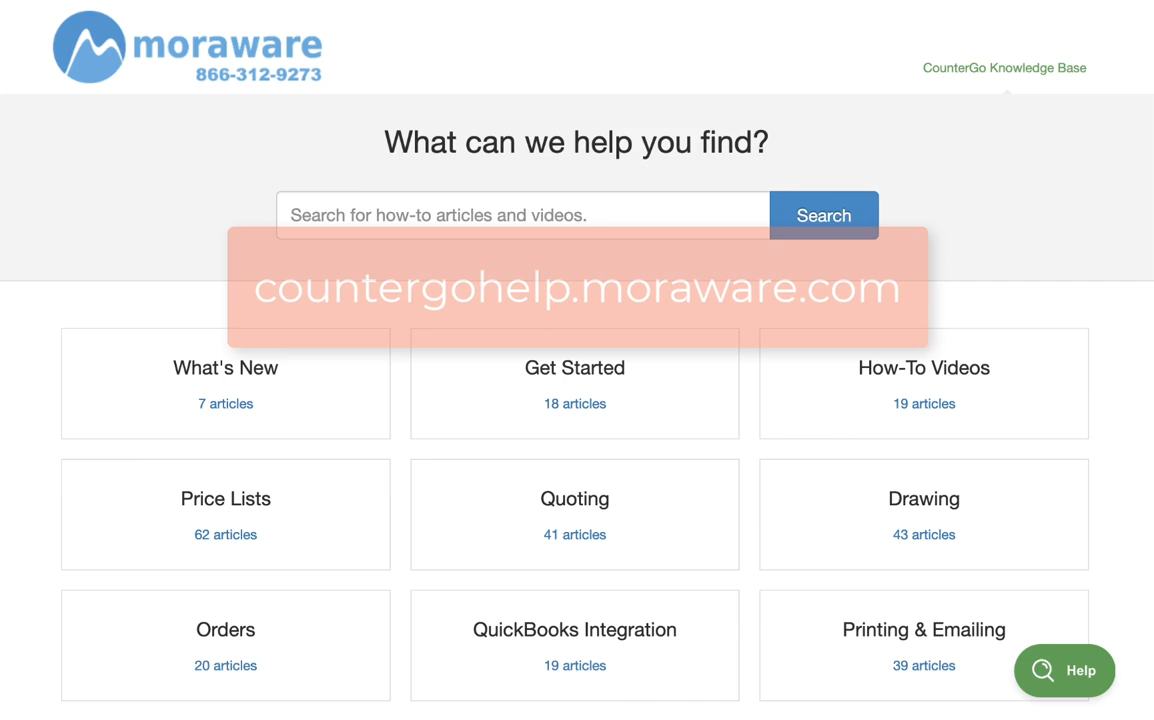 moraware
866-312-9273
CounterGo Knowledge Base
What can we help you find?
Search for how-to articles and videos.
Search
countergohelp.moraware.com
What's New
7 articles
Get Started
18 articles
How-To Videos
19 articles
Price Lists
62 articles
Quoting
41 articles
Drawing
43 articles
Orders
20 articles
QuickBooks Integration
19 articles
Printing & Emailing
39 articles
Help